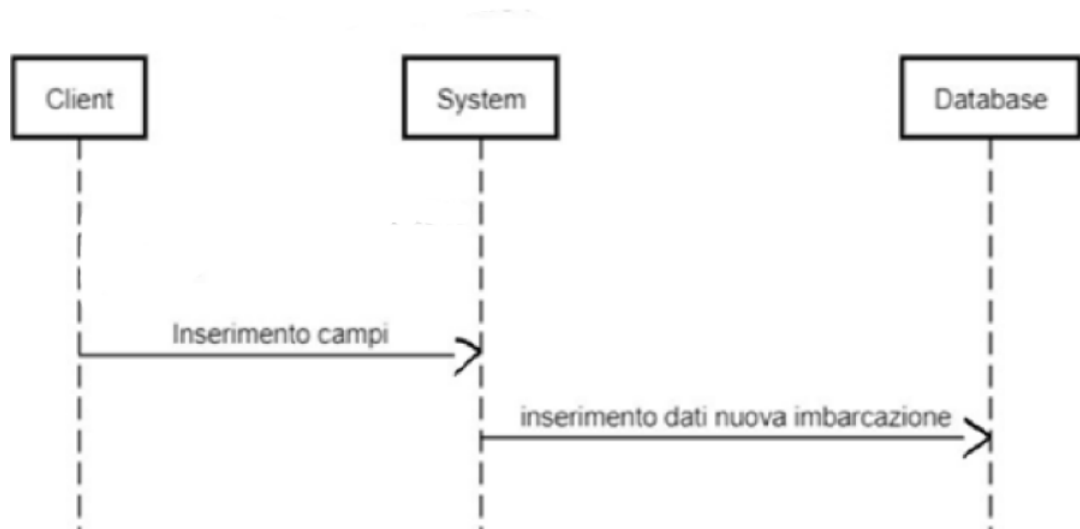 Client
System
Database
Inserimento campi
inserimento dati nuova imbarcazione